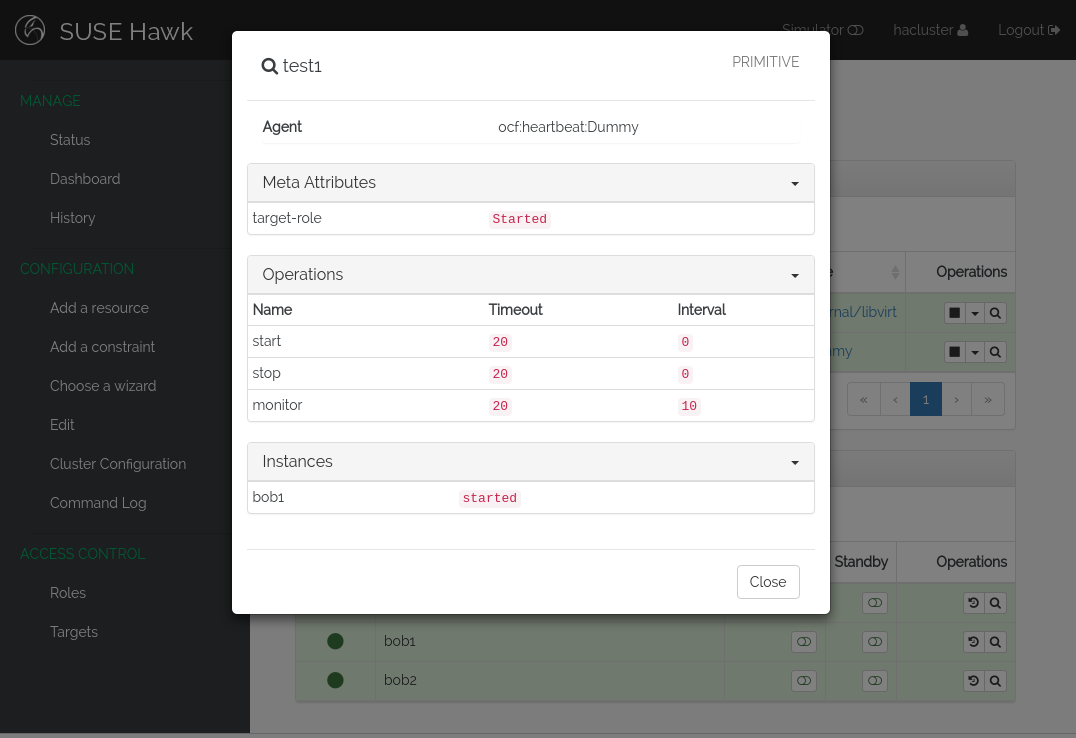 SUSE Hawk
Simulator
hacluster
Logout
MANAGE
Status
Dashboard
History
CONFIGURATION
Add a resource
Add a constraint
Choose a wizard
Edit
Cluster Configuration
Command Log
ACCESS CONTROL
Roles
Targets
test1
PRIMITIVE
Agent ocf:heartbeat:Dummy
Meta Attributes
target-role Started
Operations
Name Timeout Interval
start 20 0
stop 20 0
monitor 20 10
Instances
bob1 started
Close
Operations
« ‹ 1 › »
Standby Operations
bob1
bob2